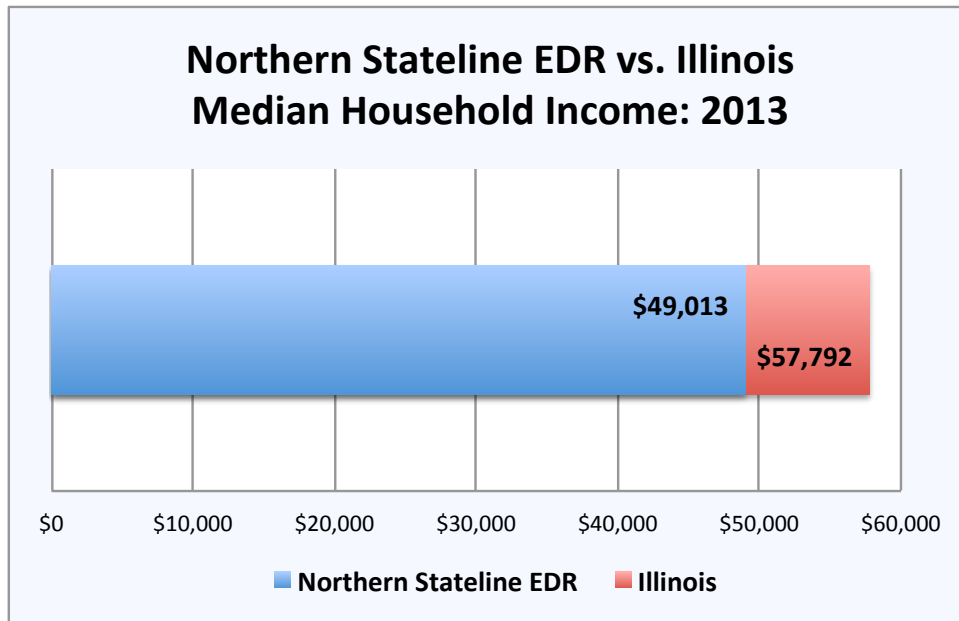 Northern Stateline EDR vs. Illinois
Median Household Income: 2013
$49,013
$57,792
$0 $10,000 $20,000 $30,000 $40,000 $50,000 $60,000
Northern Stateline EDR Illinois